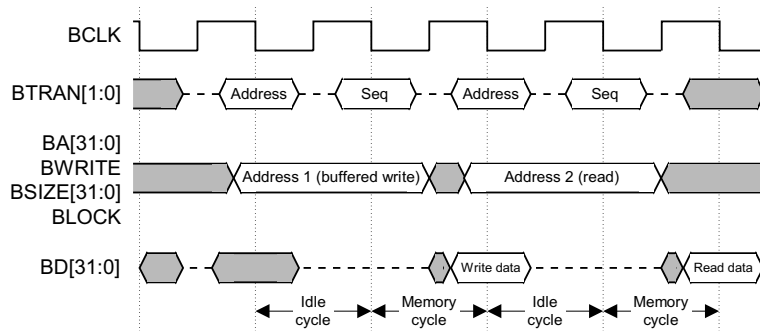 BCLK
BTRAN[1:0]
Address
Seq
Address
Seq
BA[31:0]
BWRITE
BSIZE[31:0]
BLOCK
Address 1 (buffered write)
Address 2 (read)
BD[31:0]
Write data
Read data
Idle
cycle
Memory
cycle
Idle
cycle
Memory
cycle